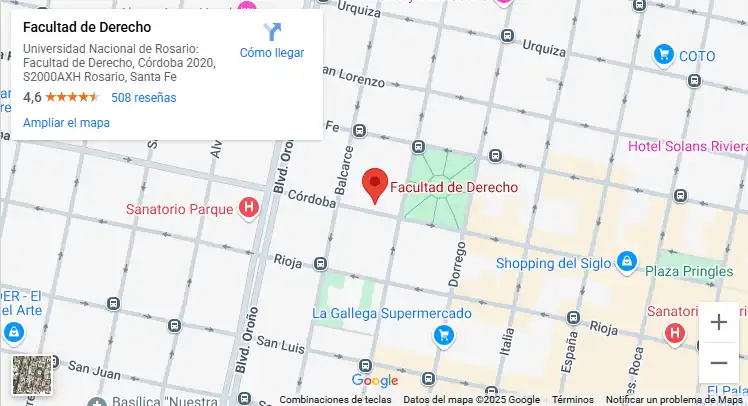 Facultad de Derecho
Universidad Nacional de Rosario:
Facultad de Derecho, Córdoba 2020,
S2000AXH Rosario, Santa Fe
Cómo llegar
4,6
508 reseñas
Ampliar el mapa
Urquiza
Urquiza
COTO
an Lorenzo
Fe
Hotel Solans Riviera
Alv
Blvd. Oroño
Balcarce
Facultad de Derecho
Sanatorio Parque
Córdoba
Rioja
Dorrego
Shopping del Siglo
Plaza Pringles
DER - El
el Arte
La Gallega Supermercado
Rioja
Sanatorio
Blvd. Oroño
San Luis
Italia
España
Roca
San Juan
Google
El Pala
Basílica "Nuestra
Combinaciones de teclas
Datos del mapa ©2025 Google
Términos
Notificar un problema de Maps